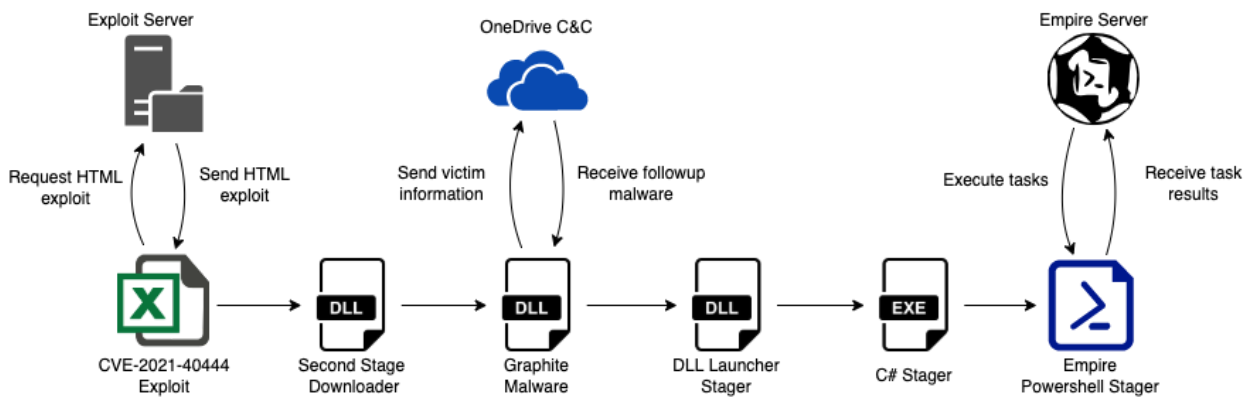 Exploit Server
OneDrive C&C
Empire Server
Request HTML
exploit
Send HTML
exploit
Send victim
information
Receive followup
malware
Execute tasks
Receive task
results
X
DLL
DLL
DLL
EXE
CVE-2021-40444
Exploit
Second Stage
Downloader
Graphite
Malware
DLL Launcher
Stager
C# Stager
Empire
Powershell Stager